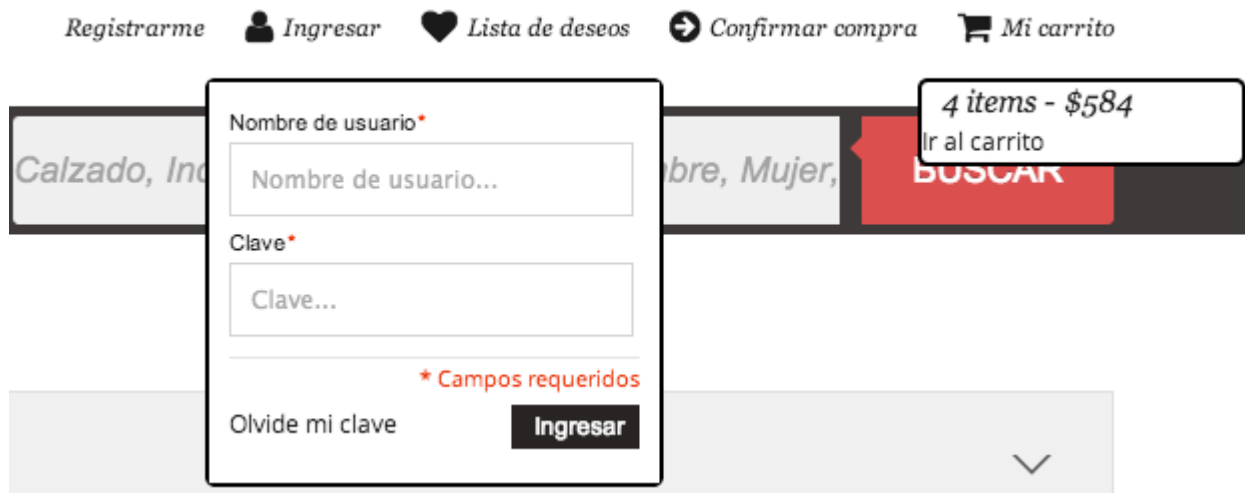 Registrarme Ingresar Lista de deseos Confirmar compra Mi carrito
4 items - $584
Ir al carrito
Nombre de usuario*
Nombre de usuario...
Calzado, Ind bre, Mujer, BUSCAR
Clave*
Clave...
* Campos requeridos
Olvide mi clave Ingresar